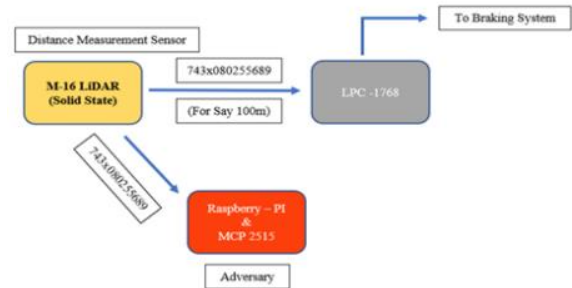 To Braking System
Distance Measurement Sensor
M-16 LiDAR
(Solid State)
743x080255689
(For Say 100m)
LPC -1768
743x080255689
Raspberry – PI
&
MCP 2515
Adversary